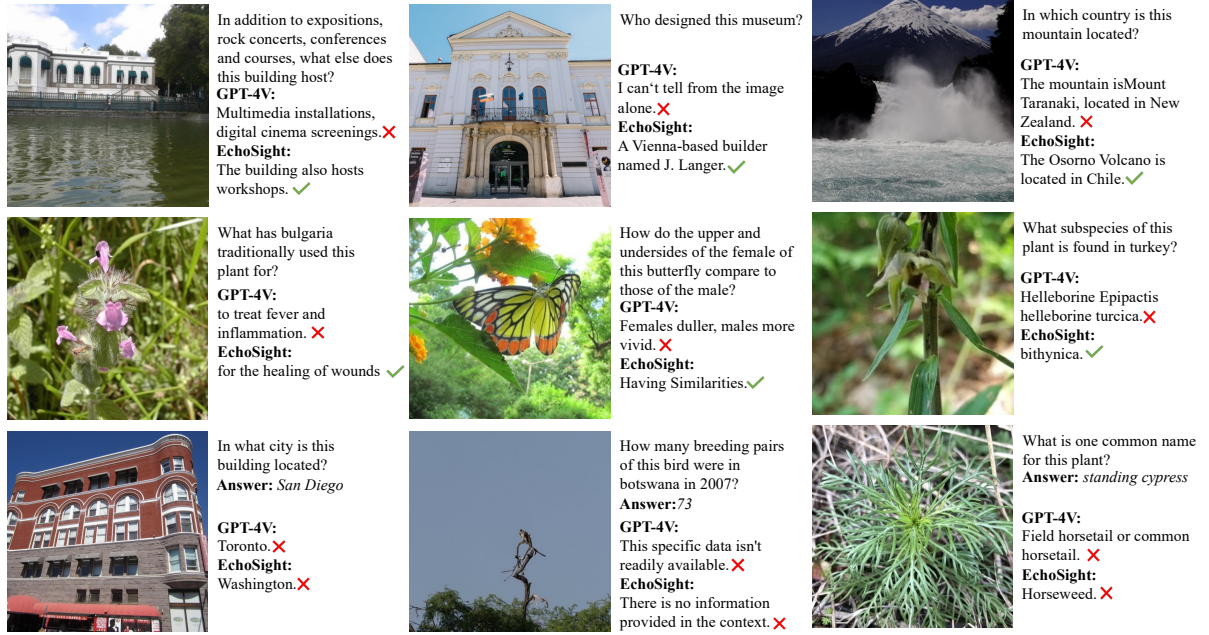 In addition to expositions,
rock concerts, conferences
and courses, what else does
this building host?
GPT-4V:
Multimedia installations,
digital cinema screenings.
EchoSight:
The building also hosts
workshops.
Who designed this museum?
GPT-4V:
I can't tell from the image
alone.
EchoSight:
A Vienna-based builder
named J. Langer.
In which country is this
mountain located?
GPT-4V:
The mountain isMount
Taranaki, located in New
Zealand.
EchoSight:
The Osorno Volcano is
located in Chile.
What has bulgaria
traditionally used this
plant for?
GPT-4V:
to treat fever and
inflammation.
EchoSight:
for the healing of wounds
How do the upper and
undersides of the female of
this butterfly compare to
those of the male?
GPT-4V:
Females duller, males more
vivid.
EchoSight:
Having Similarities.
What subspecies of this
plant is found in turkey?
GPT-4V:
Helleborine Epipactis
helleborine turcica.
EchoSight:
bithynica.
In what city is this
building located?
Answer: San Diego
GPT-4V:
Toronto.
EchoSight:
Washington.
How many breeding pairs
of this bird were in
botswana in 2007?
Answer:73
GPT-4V:
This specific data isn't
readily available.
EchoSight:
There is no information
provided in the context.
What is one common name
for this plant?
Answer: standing cypress
GPT-4V:
Field horsetail or common
horsetail.
EchoSight:
Horseweed.